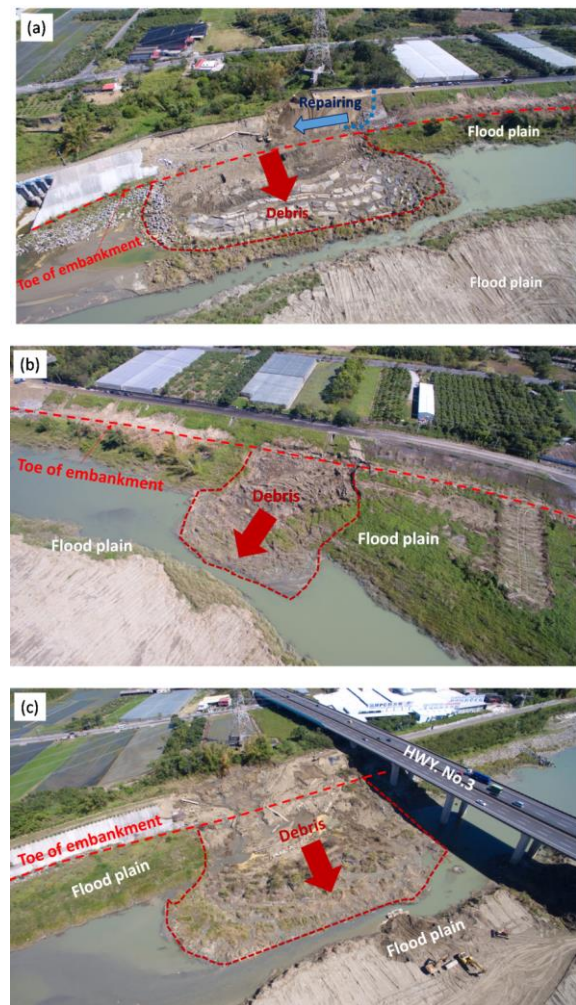 (a)
Repairing
Flood plain
Debris
Toe of embankment
Flood plain
(b)
Toe of embankment
Debris
Flood plain
Flood plain
(c)
HWY. No.3
Toe of embankment
Debris
Flood plain
Flood plain